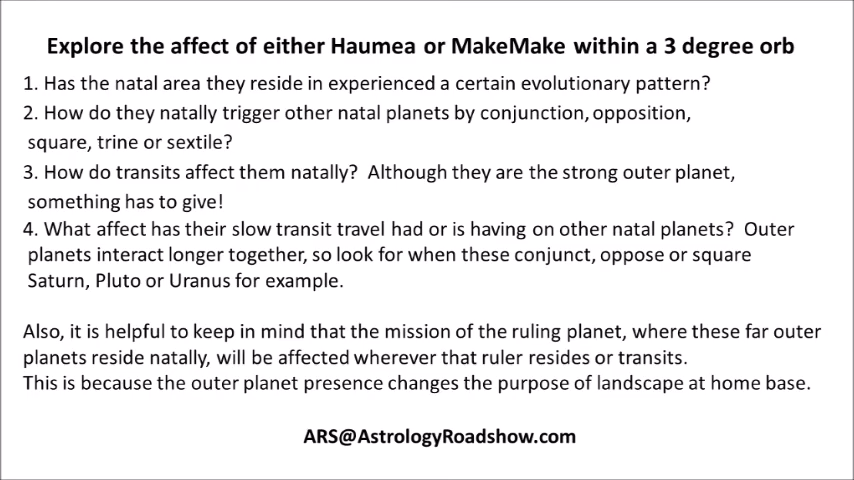 Explore the affect of either Haumea or MakeMake within a 3 degree orb
1. Has the natal area they reside in experienced a certain evolutionary pattern?
2. How do they natally trigger other natal planets by conjunction, opposition,
square, trine or sextile?
3. How do transits affect them natally?  Although they are the strong outer planet,
something has to give!
4. What affect has their slow transit travel had or is having on other natal planets?  Outer
planets interact longer together, so look for when these conjunct, oppose or square
Saturn, Pluto or Uranus for example.
Also, it is helpful to keep in mind that the mission of the ruling planet, where these far outer
planets reside natally, will be affected wherever that ruler resides or transits.
This is because the outer planet presence changes the purpose of landscape at home base.
ARS@AstrologyRoadshow.com